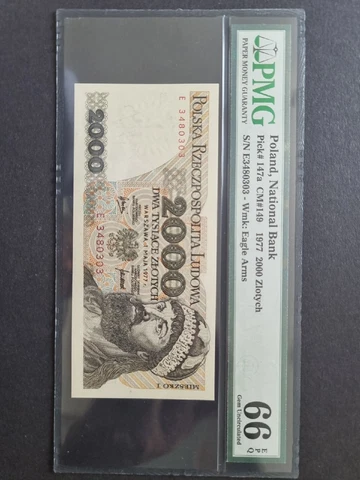 PMG
PAPER MONEY GUARANTY
Poland, National Bank
Pick# 147a CM#149 1977 2000 Zlotych
S/N E3480303 - Wmk: Eagle Arms
66 EPQ
Gem Uncirculated
E 3480303
POLSKA RZECZPOSPOLITA LUDOWA
2000
DWA TYSIĄCE ZŁOTYCH
WARSZAWA, 1 MAJA 1977 r.
2000
E 3480303
MIESZKO I